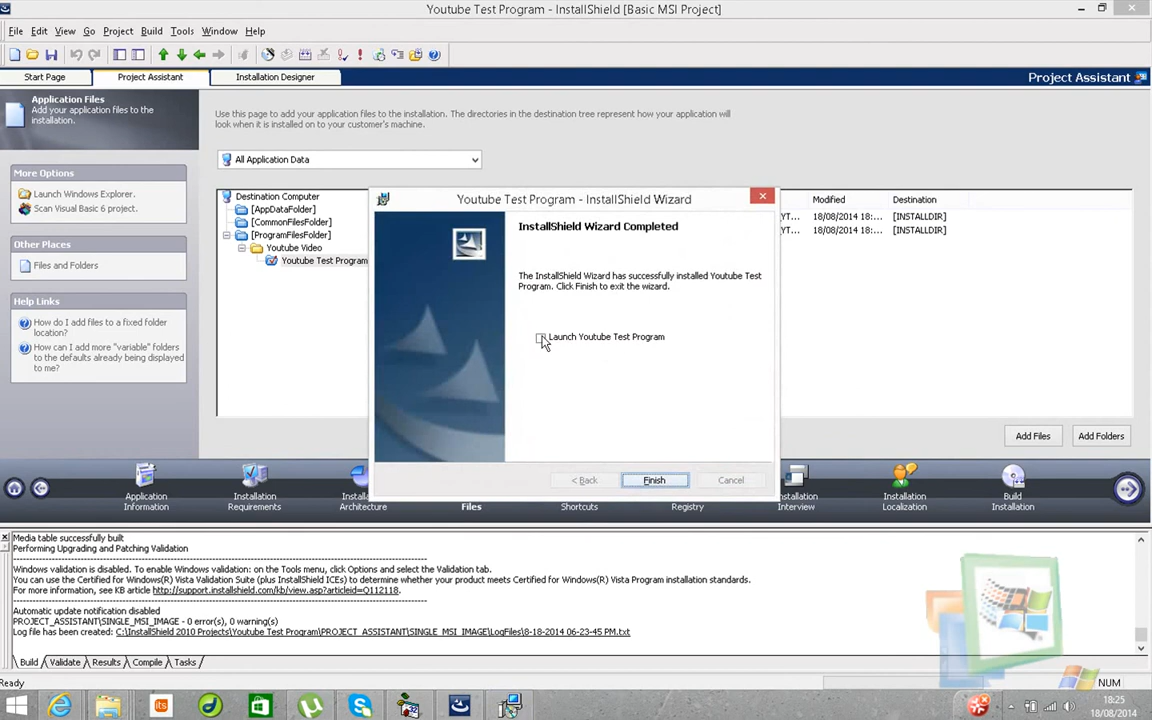 Youtube Test Program - InstallShield [Basic MSI Project]
File Edit View Go Project Build Tools Window Help
Start Page Project Assistant Installation Designer Project Assistant
Application Files
Add your application files to the installation.
Use this page to add your application files to the installation. The directories in the destination tree represent how your application will
look when it is installed on to your customer's machine.
All Application Data
More Options
Launch Windows Explorer.
Scan Visual Basic 6 project.
Other Places
Files and Folders
Help Links
How do I add files to a fixed folder location?
How can I add more "variable" folders to the defaults already being displayed to me?
Destination Computer
[AppDataFolder]
[CommonFilesFolder]
[ProgramFilesFolder]
Youtube Video
Youtube Test Program
Modified Destination
18/08/2014 18:... [INSTALLDIR]
18/08/2014 18:... [INSTALLDIR]
Youtube Test Program - InstallShield Wizard
InstallShield Wizard Completed
The InstallShield Wizard has successfully installed Youtube Test
Program. Click Finish to exit the wizard.
Launch Youtube Test Program
< Back Finish Cancel
Add Files Add Folders
Application Information
Installation Requirements
Architecture
Files
Shortcuts
Registry
Interview
Installation Localization
Build Installation
Media table successfully built
Performing Upgrading and Patching Validation
Windows validation is disabled. To enable Windows validation: on the Tools menu, click Options and select the Validation tab.
You can use the Certified for Windows(R) Vista Validation Suite (plus InstallShield ICEs) to determine whether your product meets Certified for Windows(R) Vista Program installation standards.
For more information, see KB article http://support.installshield.com/kb/view.asp?articleid=Q112118.
Automatic update notification disabled
PROJECT_ASSISTANT\SINGLE_MSI_IMAGE - 0 error(s), 0 warning(s)
Log file has been created: C:\InstallShield 2010 Projects\Youtube Test Program\PROJECT_ASSISTANT\SINGLE_MSI_IMAGE\LogFiles\8-18-2014 06-23-45 PM.txt
Build Validate Results Compile Tasks
Ready NUM
its
18:25
18/08/2014